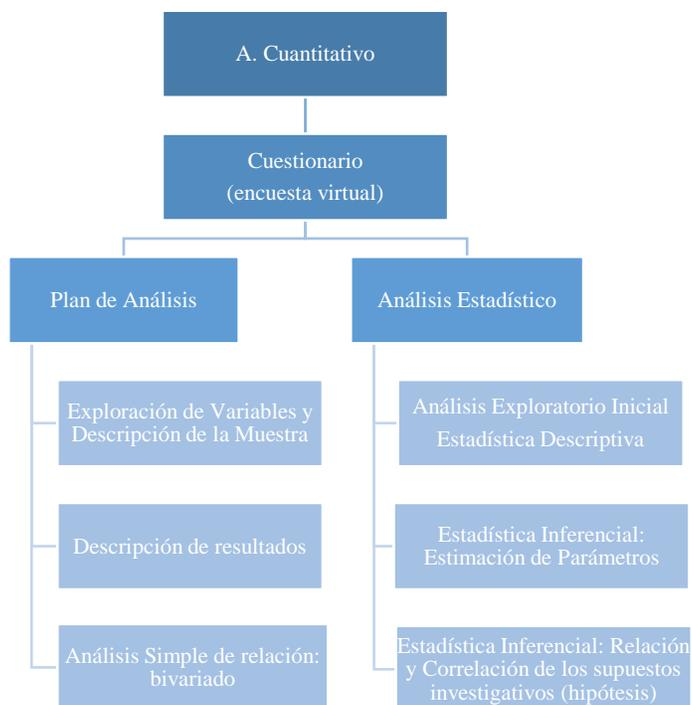 A. Cuantitativo
Cuestionario
(encuesta virtual)
Plan de Análisis
Análisis Estadístico
Exploración de Variables y
Descripción de la Muestra
Análisis Exploratorio Inicial
Estadística Descriptiva
Descripción de resultados
Estadística Inferencial:
Estimación de Parámetros
Análisis Simple de relación:
bivariado
Estadística Inferencial: Relación
y Correlación de los supuestos
investigativos (hipótesis)